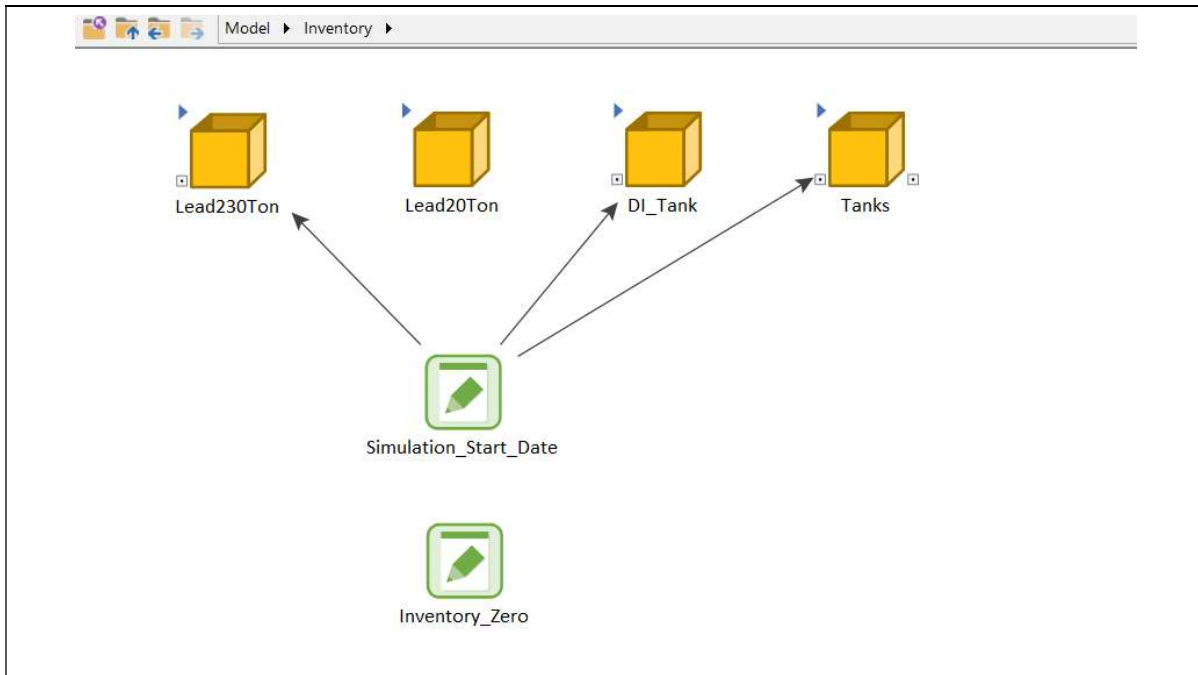 Model ▶ Inventory ▶
Lead230Ton
Lead20Ton
DI_Tank
Tanks
Simulation_Start_Date
Inventory_Zero